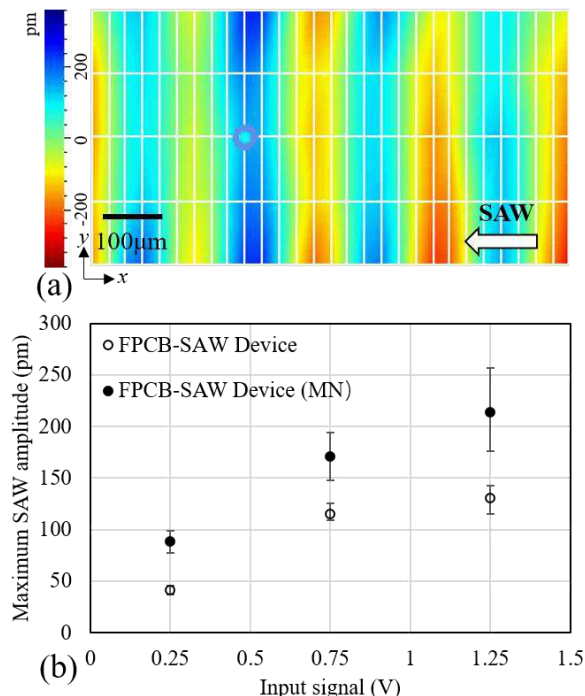 pm
200
0
-200
100μm
y
x
SAW
(a)
300
250
200
150
100
50
0
Maximum SAW amplitude (pm)
FPCB-SAW Device
FPCB-SAW Device (MN)
(b)
0 0.25 0.5 0.75 1 1.25 1.5
Input signal (V)